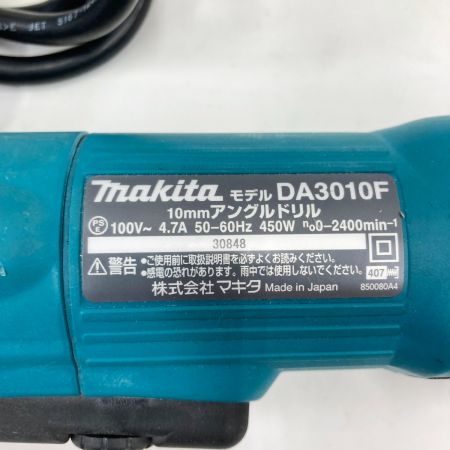 JET
makita モデル DA3010F
10mmアングルドリル
PS E 100V~ 4.7A 50-60Hz 450W n₀0-2400min⁻¹
30848
⚠警告 •ご使用前に取扱説明書を必ずよくお読みください。
•感電の恐れがあります。雨中では使用しないでください。
407
株式会社マキタ Made in Japan 850080A4